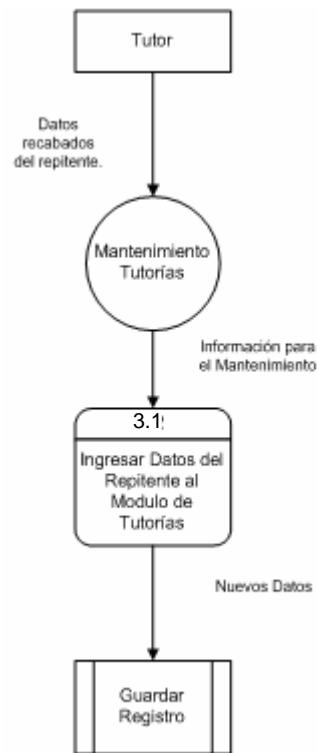 Tutor
Datos
recabados
del repitente.
Mantenimiento
Tutorías
Información para
el Mantenimiento
3.1
Ingresar Datos del
Repitente al
Modulo de
Tutorías
Nuevos Datos
Guardar
Registro